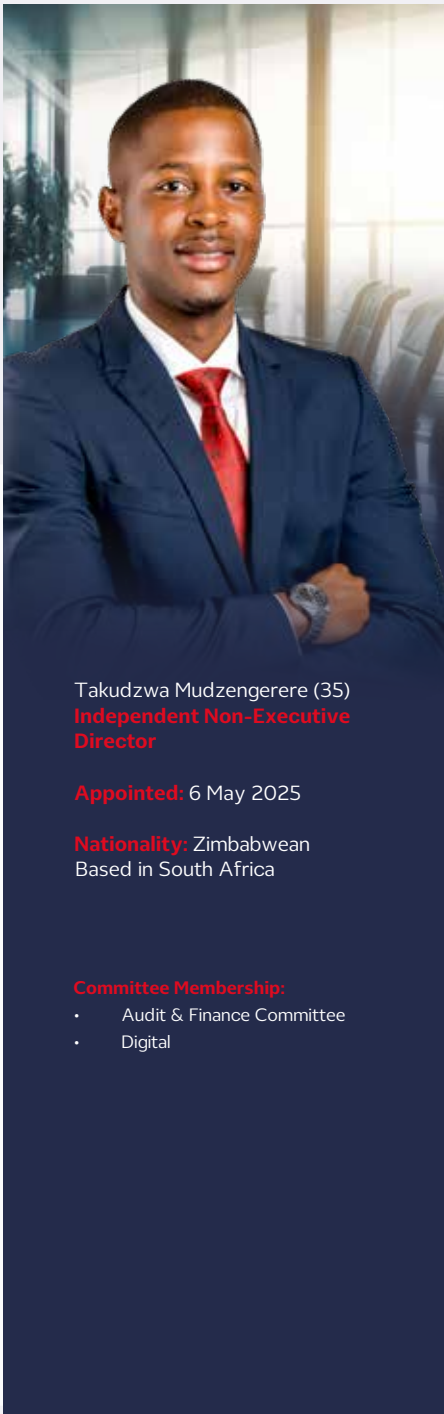 Takudzwa Mudzengerere (35)
Independent Non-Executive
Director
Appointed: 6 May 2025
Nationality: Zimbabwean
Based in South Africa
Committee Membership:
• Audit & Finance Committee
• Digital